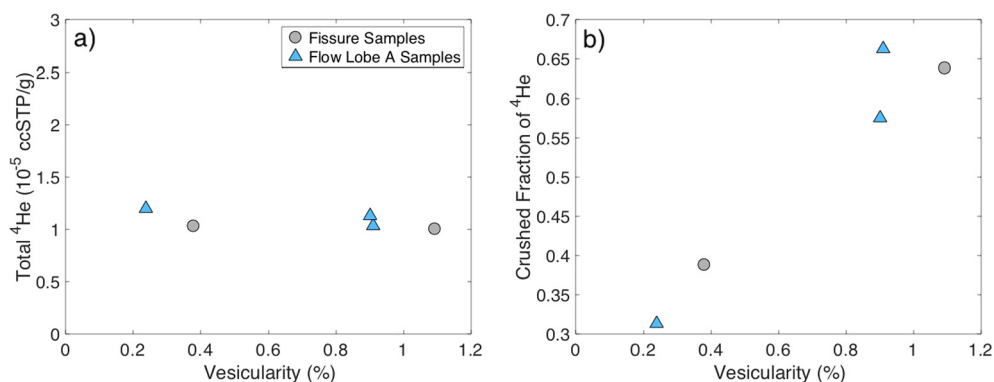 a)
Fissure Samples
Flow Lobe A Samples
Total ⁴He (10⁻⁵ ccSTP/g)
3
2.5
2
1.5
1
0.5
0
0 0.2 0.4 0.6 0.8 1 1.2
Vesicularity (%)
b)
Crushed Fraction of ⁴He
0.7
0.65
0.6
0.55
0.5
0.45
0.4
0.35
0.3
0 0.2 0.4 0.6 0.8 1 1.2
Vesicularity (%)